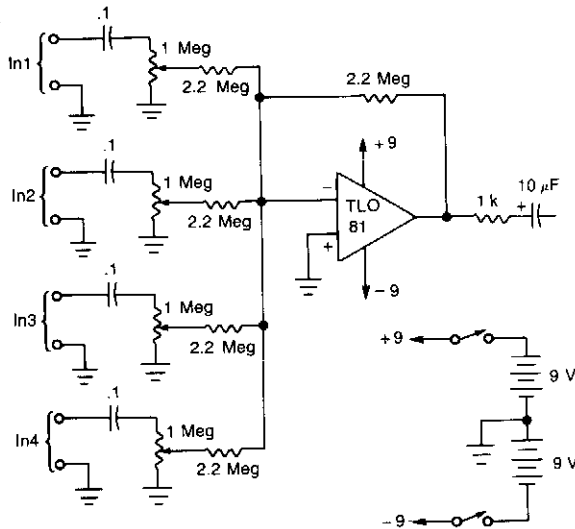 .1
1 Meg
In1
2.2 Meg
2.2 Meg
+9
.1
1 Meg
In2
2.2 Meg
−
TLO
81
+
10 µF
1 k
+
−9
.1
1 Meg
In3
2.2 Meg
+9
9 V
.1
1 Meg
In4
2.2 Meg
9 V
−9